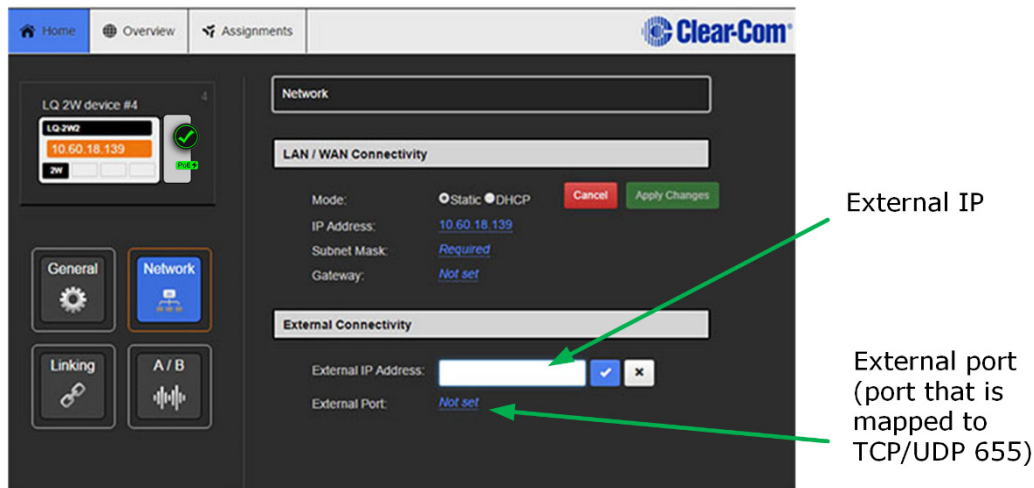 Home
Overview
Assignments
Clear-Com
LQ 2W device #4
4
LQ-2W2
10.60.18.139
2W
PoE
Network
LAN / WAN Connectivity
Mode: Static DHCP
Cancel
Apply Changes
IP Address: 10.60.18.139
Subnet Mask: Required
Gateway: Not set
General
Network
Linking
A / B
External Connectivity
External IP Address:
External Port: Not set
External IP
External port
(port that is
mapped to
TCP/UDP 655)